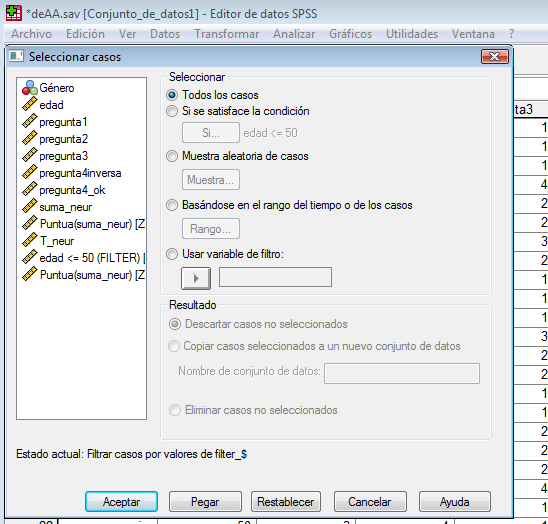 *deAA.sav [Conjunto_de_datos1] - Editor de datos SPSS
Archivo Edición Ver Datos Transformar Analizar Gráficos Utilidades Ventana ?
Seleccionar casos
Género
edad
pregunta1
pregunta2
pregunta3
pregunta4inversa
pregunta4_ok
suma_neur
Puntua(suma_neur) [Z
T_neur
edad <= 50 (FILTER) [
Puntua(suma_neur) [Z
Seleccionar
Todos los casos
Si se satisface la condición
Si... edad <= 50
Muestra aleatoria de casos
Muestra...
Basándose en el rango del tiempo o de los casos
Rango...
Usar variable de filtro:
Resultado
Descartar casos no seleccionados
Copiar casos seleccionados a un nuevo conjunto de datos
Nombre de conjunto de datos:
Eliminar casos no seleccionados
Estado actual: Filtrar casos por valores de filter_$
Aceptar Pegar Restablecer Cancelar Ayuda
ta3
1
1
1
4
2
2
3
2
2
1
1
3
2
2
1
1
2
2
2
4
1